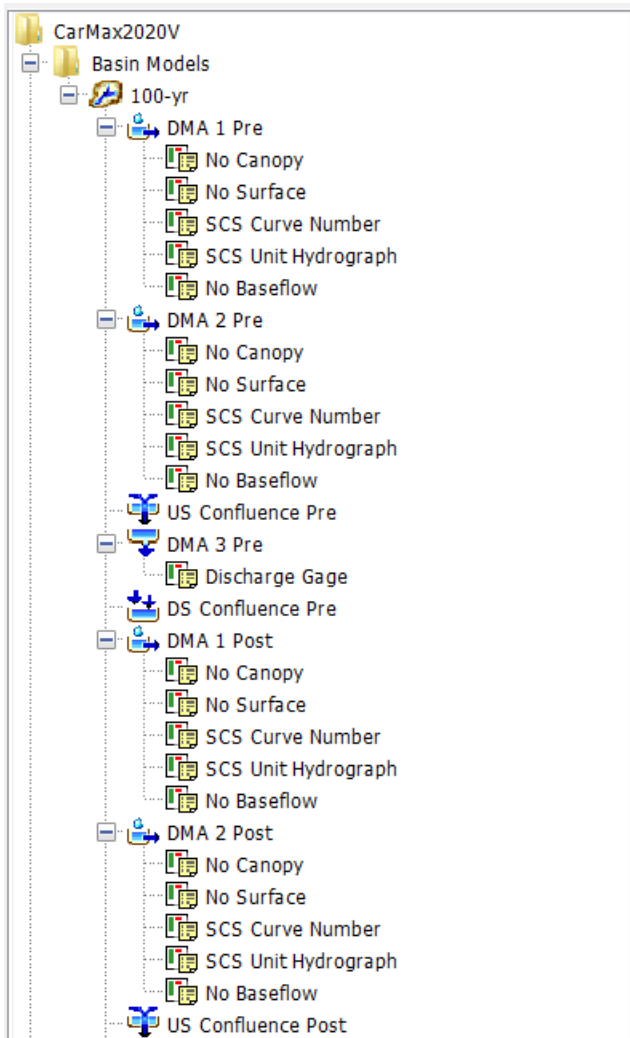 CarMax2020V
Basin Models
100-yr
DMA 1 Pre
No Canopy
No Surface
SCS Curve Number
SCS Unit Hydrograph
No Baseflow
DMA 2 Pre
No Canopy
No Surface
SCS Curve Number
SCS Unit Hydrograph
No Baseflow
US Confluence Pre
DMA 3 Pre
Discharge Gage
DS Confluence Pre
DMA 1 Post
No Canopy
No Surface
SCS Curve Number
SCS Unit Hydrograph
No Baseflow
DMA 2 Post
No Canopy
No Surface
SCS Curve Number
SCS Unit Hydrograph
No Baseflow
US Confluence Post